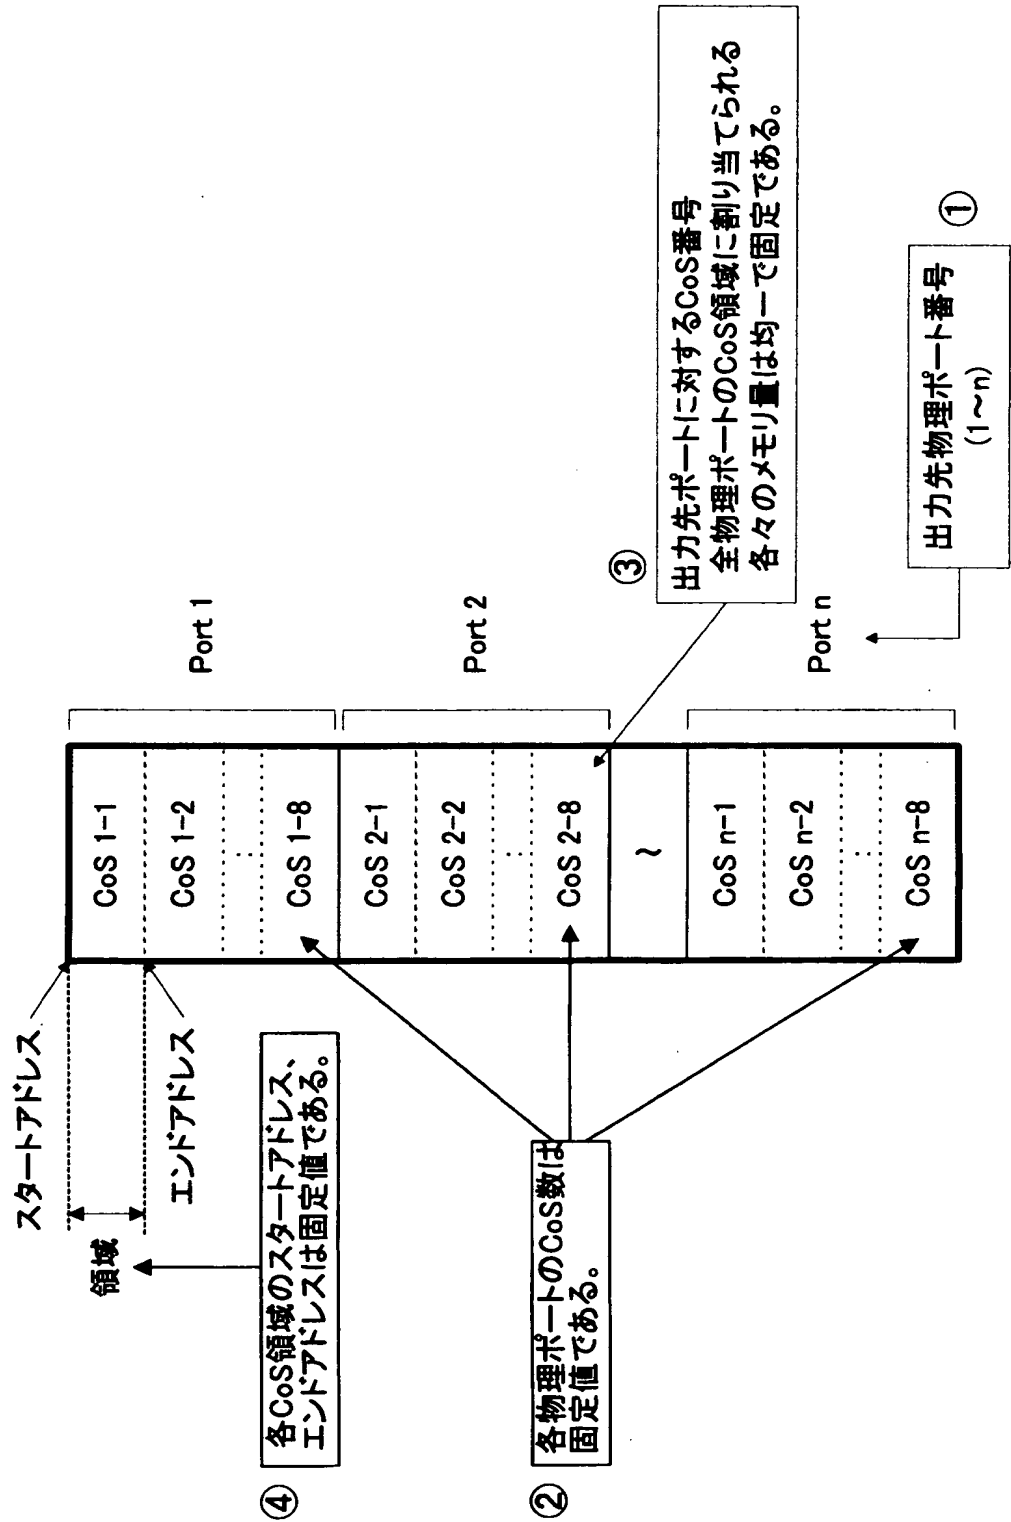 スタートアドレス
領域
エンドアドレス
④
各CoS領域のスタートアドレス、
エンドアドレスは固定値である。
②
各物理ポートのCoS数は
固定値である。
CoS 1-1
CoS 1-2
⋮
CoS 1-8
CoS 2-1
CoS 2-2
⋮
CoS 2-8
~
CoS n-1
CoS n-2
⋮
CoS n-8
Port 1
Port 2
Port n
③
出力先ポートに対するCoS番号
全物理ポートのCoS領域に割り当てられる
各々のメモリ量は均一で固定である。
①
出力先物理ポート番号
(1~n)